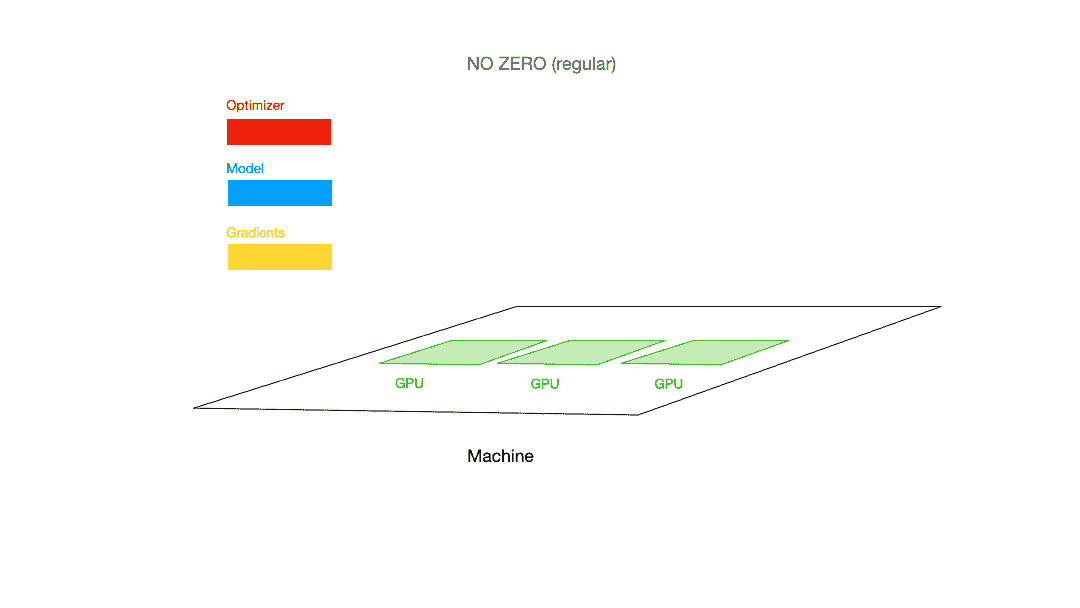 NO ZERO (regular)
Optimizer
Model
Gradients
GPU
GPU
GPU
Machine